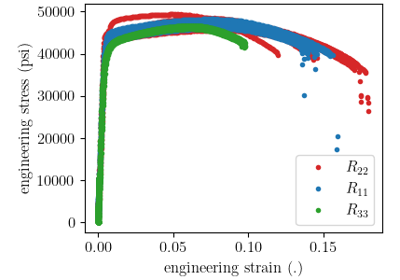 50000
40000
30000
20000
10000
0
engineering stress (psi)
R₂₂
R₁₁
R₃₃
0.00 0.05 0.10 0.15
engineering strain (.)